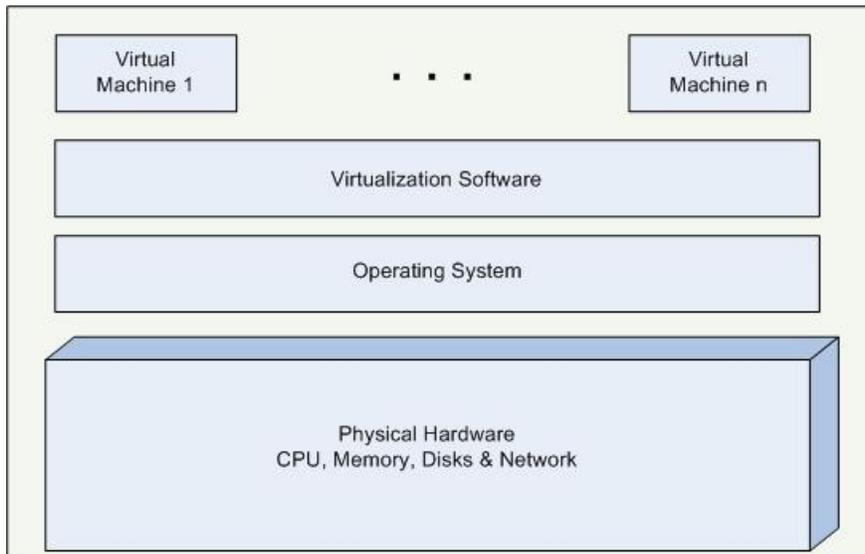 Virtual
Machine 1
. . .
Virtual
Machine n
Virtualization Software
Operating System
Physical Hardware
CPU, Memory, Disks & Network